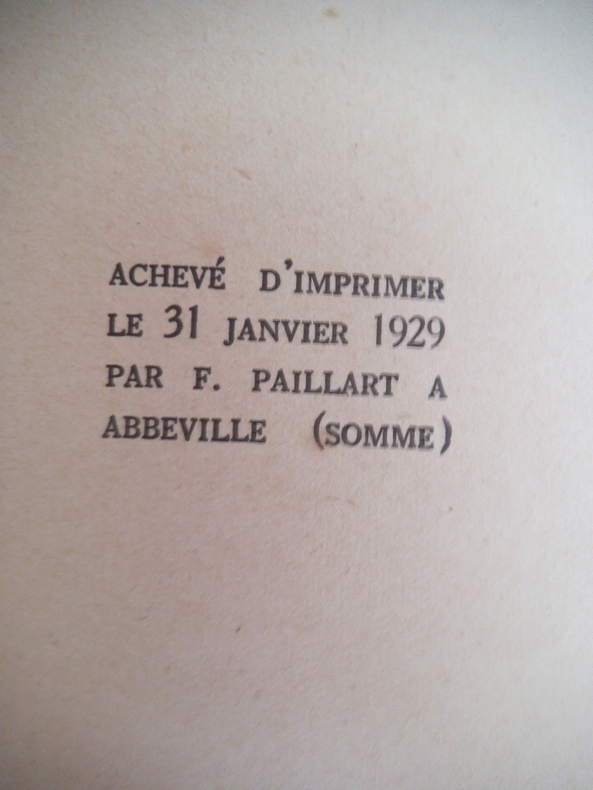 ACHEVÉ D'IMPRIMER
LE 31 JANVIER 1929
PAR F. PAILLART A
ABBEVILLE (SOMME)